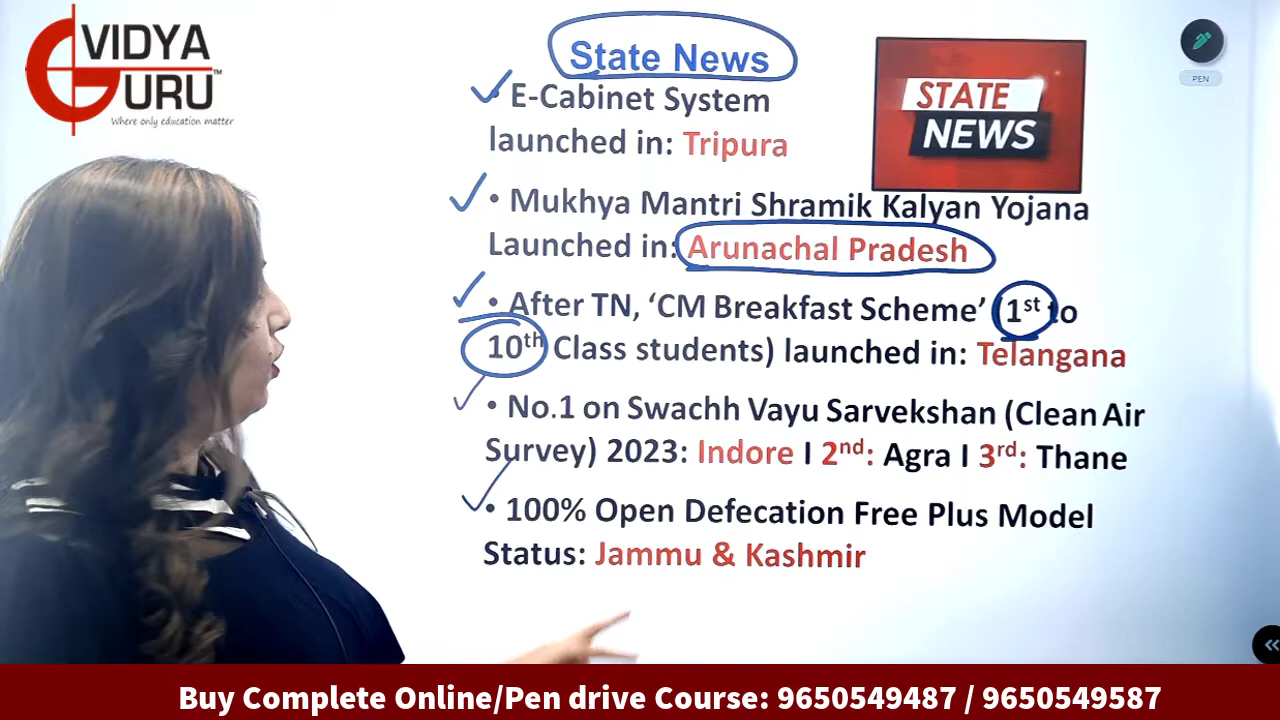 VIDYA
GURU™
Where only education matter
State News
PEN
STATE
NEWS
• E-Cabinet System
launched in: Tripura
• Mukhya Mantri Shramik Kalyan Yojana
Launched in: Arunachal Pradesh
• After TN, ‘CM Breakfast Scheme’ (1st to
10th Class students) launched in: Telangana
• No.1 on Swachh Vayu Sarvekshan (Clean Air
Survey) 2023: Indore I 2nd: Agra I 3rd: Thane
• 100% Open Defecation Free Plus Model
Status: Jammu & Kashmir
Buy Complete Online/Pen drive Course: 9650549487 / 9650549587